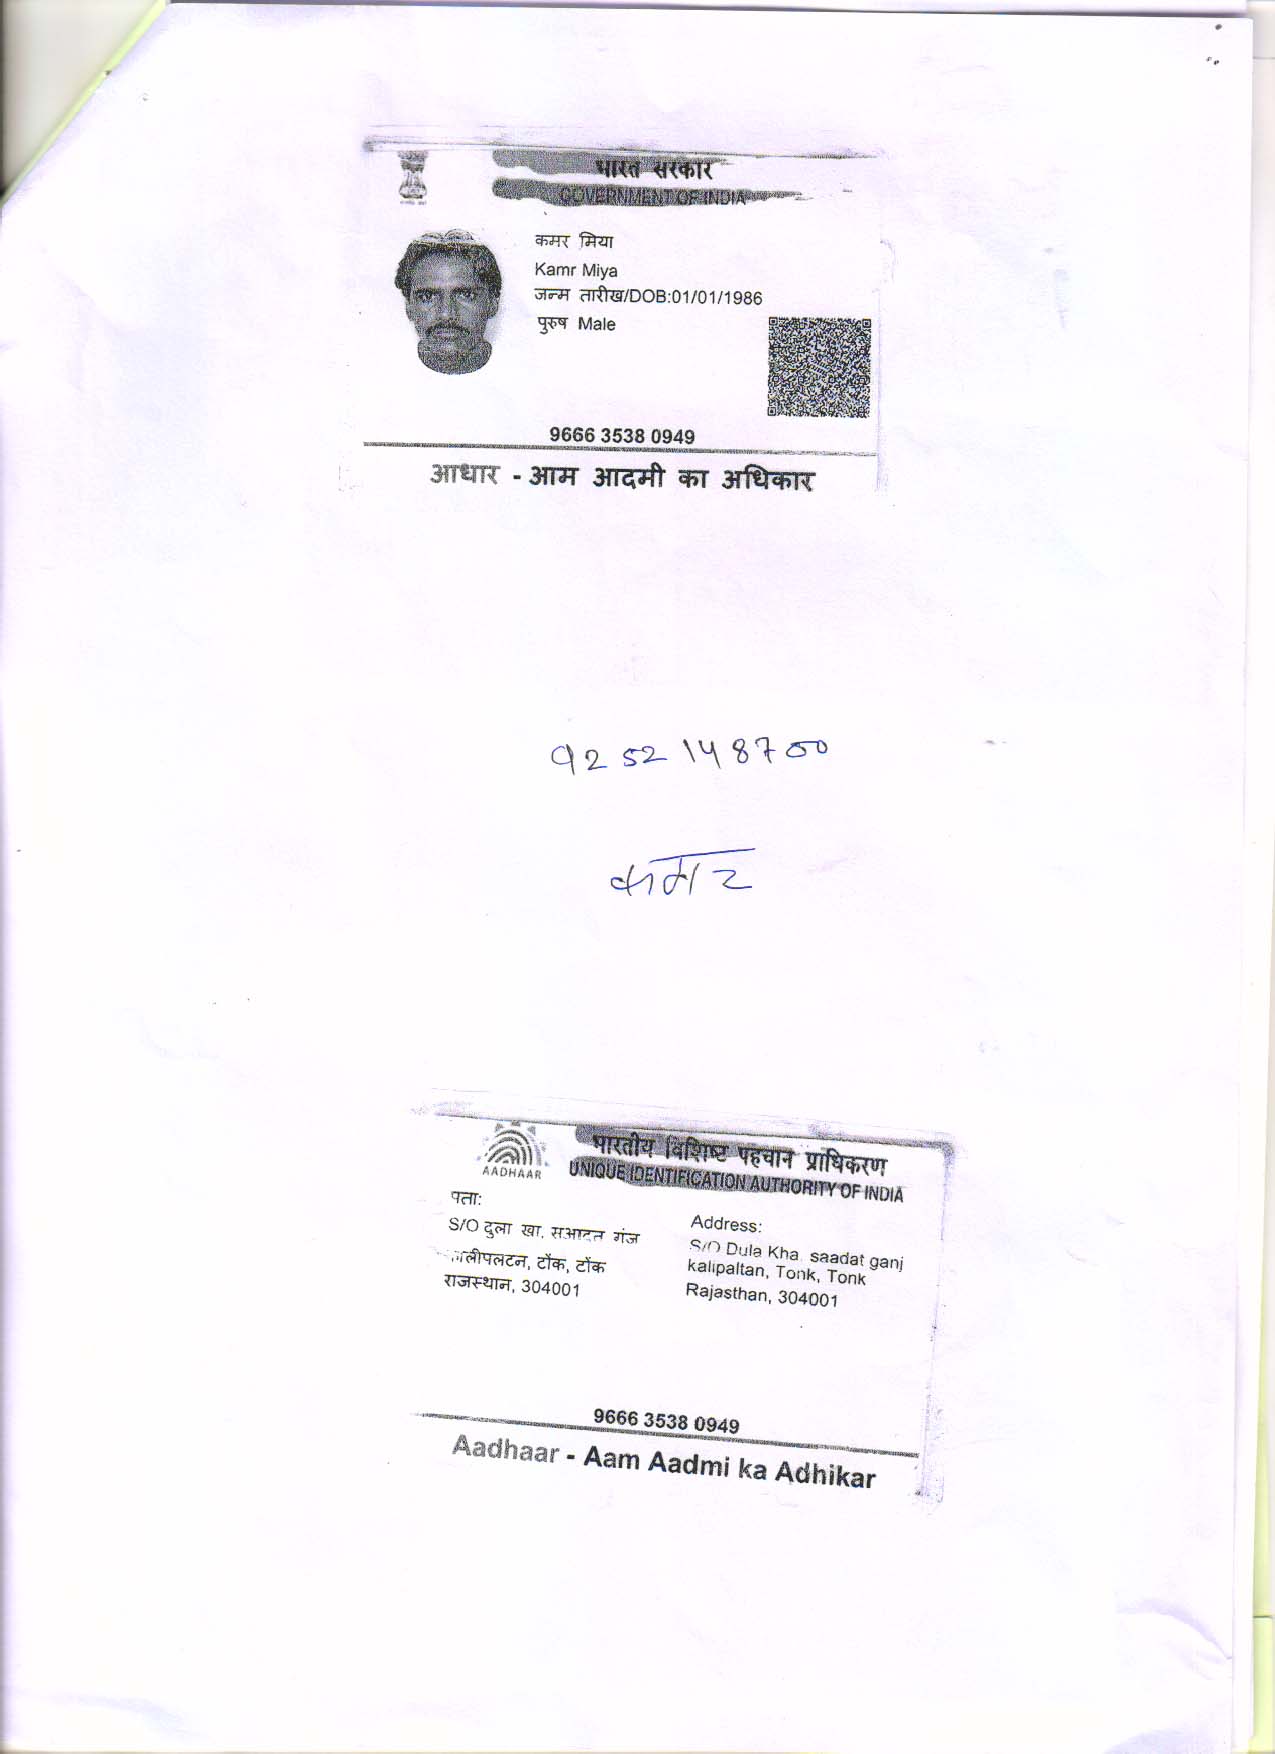 भारत सरकार
GOVERNMENT OF INDIA
कमर मिया
Kamr Miya
जन्म तारीख/DOB:01/01/1986
पुरुष Male
9666 3538 0949
आधार - आम आदमी का अधिकार
9252148700
कमर
AADHAAR
भारतीय विशिष्ट पहचान प्राधिकरण
UNIQUE IDENTIFICATION AUTHORITY OF INDIA
पता:
S/O दुला खा, सआदत गंज
टोंक, टोंक
राजस्थान, 304001
Address:
S/O Dula Kha, saadat ganj
kalipaltan, Tonk, Tonk
Rajasthan, 304001
9666 3538 0949
Aadhaar - Aam Aadmi ka Adhikar